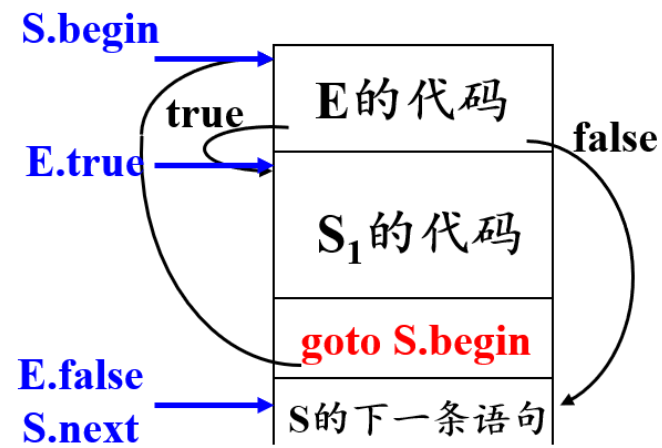 S.begin
E的代码
true
false
E.true
S₁的代码
goto S.begin
E.false
S.next
S的下一条语句